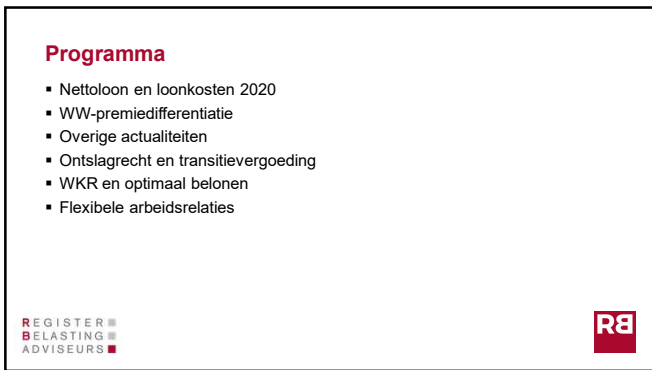 Programma
▪ Nettoloon en loonkosten 2020
▪ WW-premiedifferentiatie
▪ Overige actualiteiten
▪ Ontslagrecht en transitievergoeding
▪ WKR en optimaal belonen
▪ Flexibele arbeidsrelaties
REGISTER
BELASTING
ADVISEURS
RB